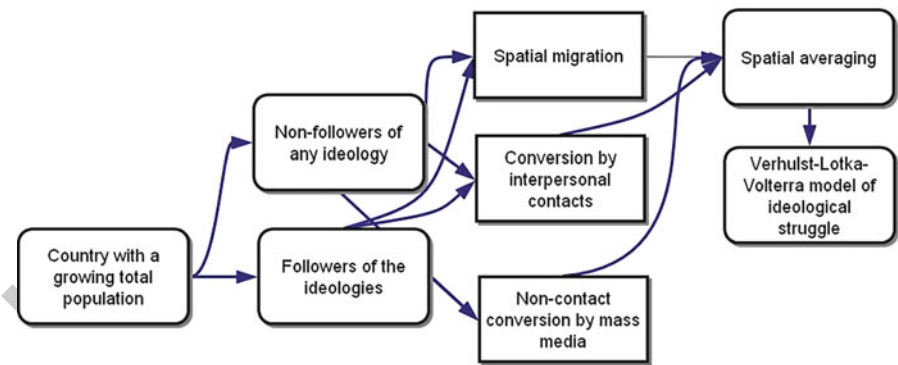 Spatial migration
Spatial averaging
Non-followers of
any ideology
Conversion by
interpersonal
contacts
Verhulst-Lotka-
Volterra model of
ideological
struggle
Country with a
growing total
population
Followers of the
ideologies
Non-contact
conversion by mass
media